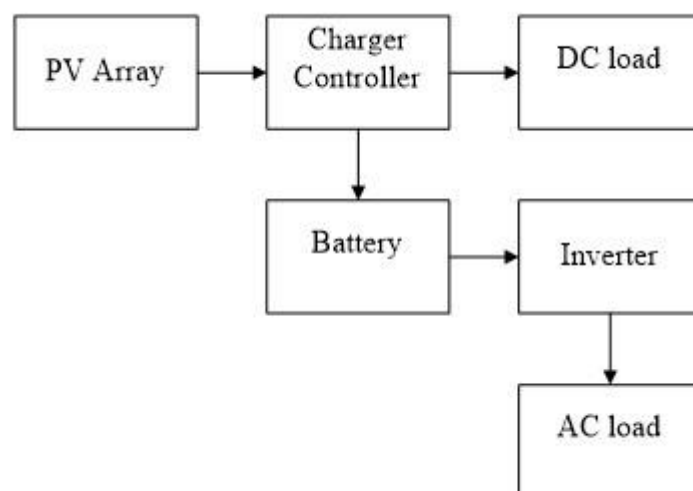 PV Array
Charger
Controller
DC load
Battery
Inverter
AC load